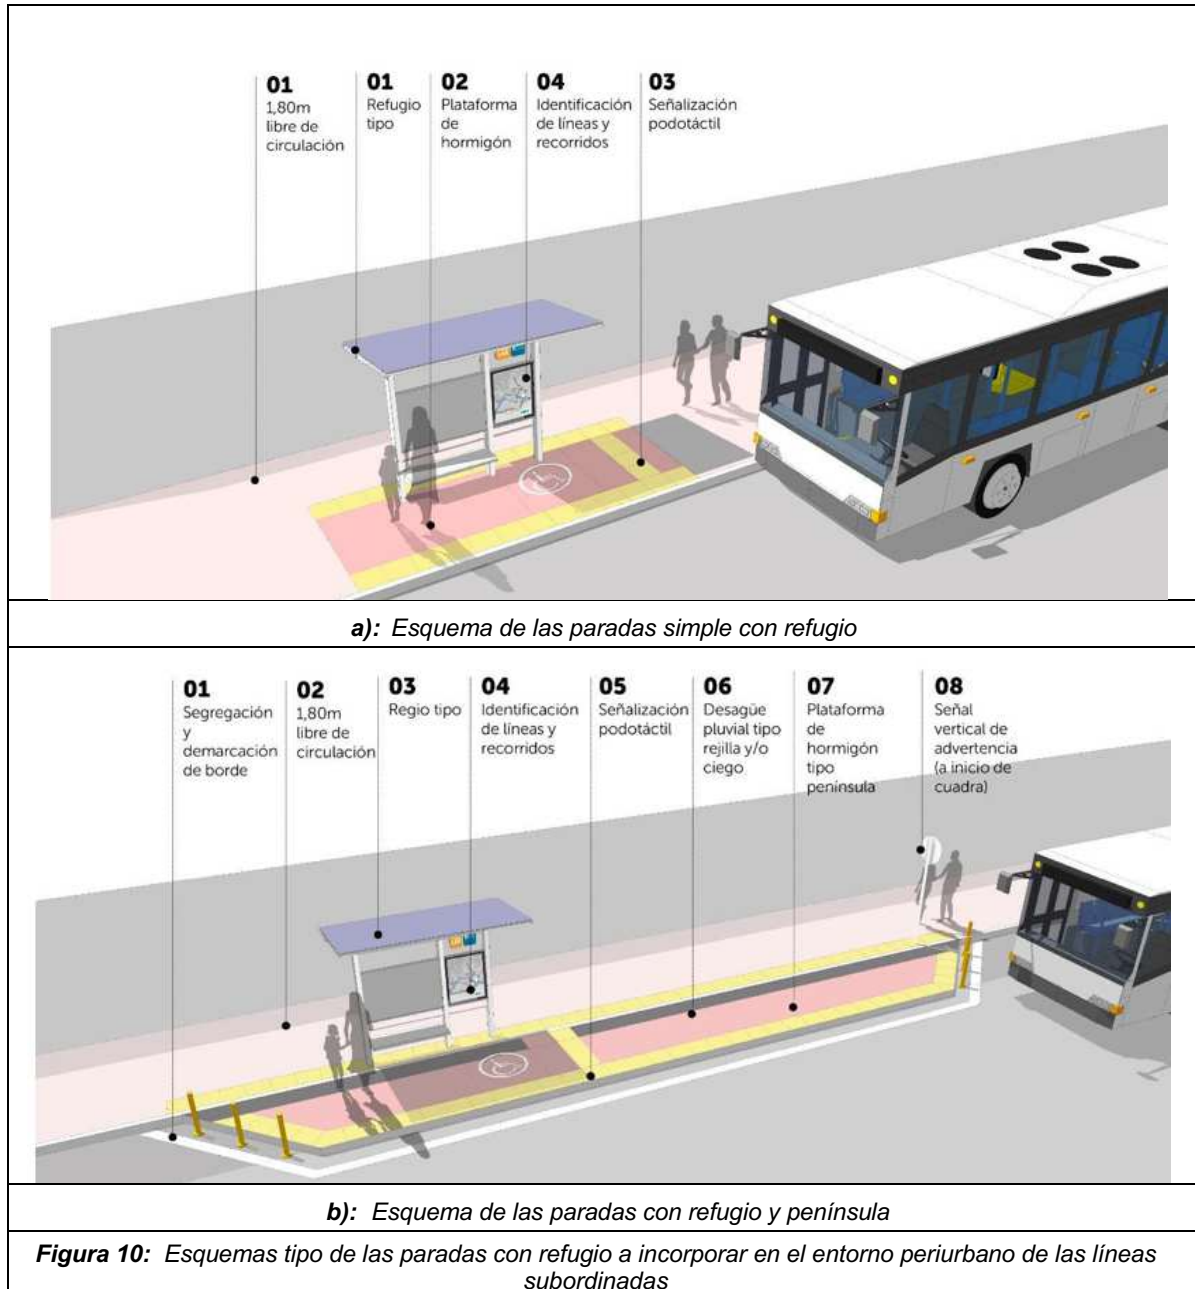 01
1,80m
libre de
circulación
01
Refugio
tipo
02
Plataforma
de
hormigón
04
Identificación
de líneas y
recorridos
03
Señalización
podotáctil
a): Esquema de las paradas simple con refugio
01
Segregación
y
demarcación
de borde
02
1,80m
libre de
circulación
03
Regio tipo
04
Identificación
de líneas y
recorridos
05
Señalización
podotáctil
06
Desagüe
pluvial tipo
rejilla y/o
ciego
07
Plataforma
de
hormigón
tipo
península
08
Señal
vertical de
advertencia
(a inicio de
cuadra)
b): Esquema de las paradas con refugio y península
Figura 10: Esquemas tipo de las paradas con refugio a incorporar en el entorno periurbano de las líneas
subordinadas